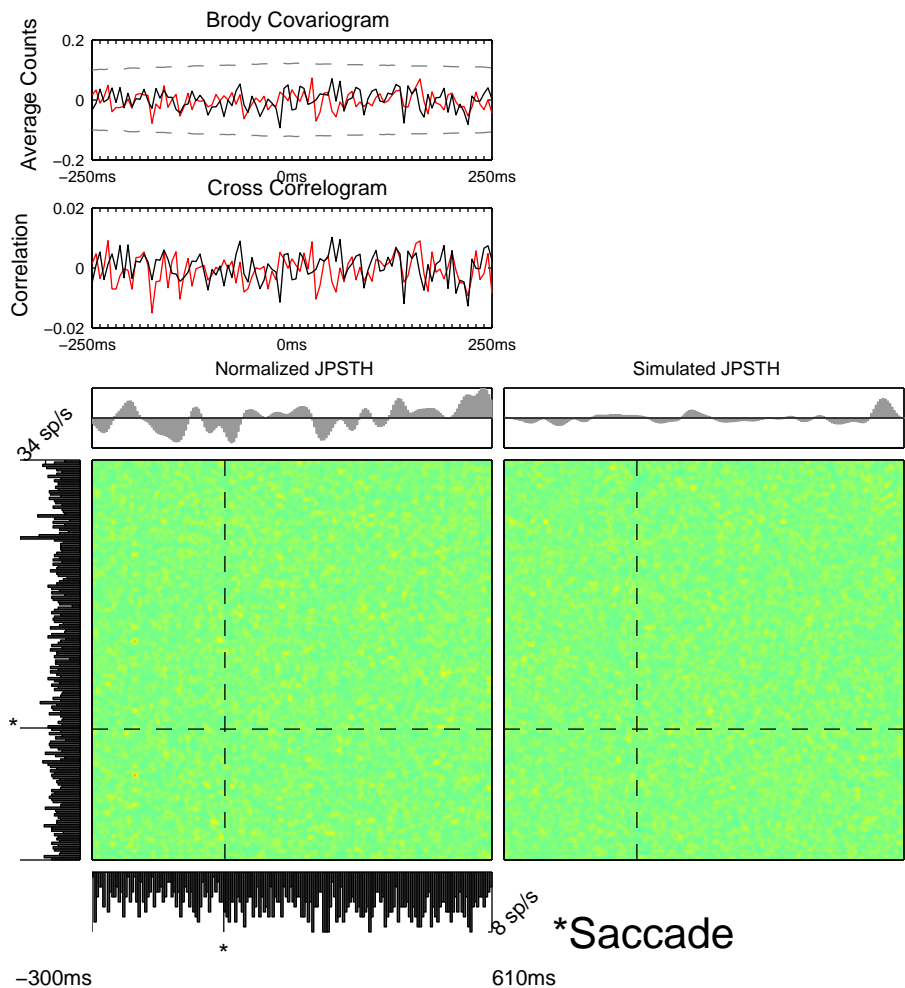 Brody Covariogram
Average Counts
0.2
0
−0.2
−250ms 0ms 250ms
Cross Correlogram
Correlation
0.02
0
−0.02
−250ms 0ms 250ms
Normalized JPSTH
Simulated JPSTH
34 sp/s
*
8 sp/s
*
*Saccade
−300ms 610ms